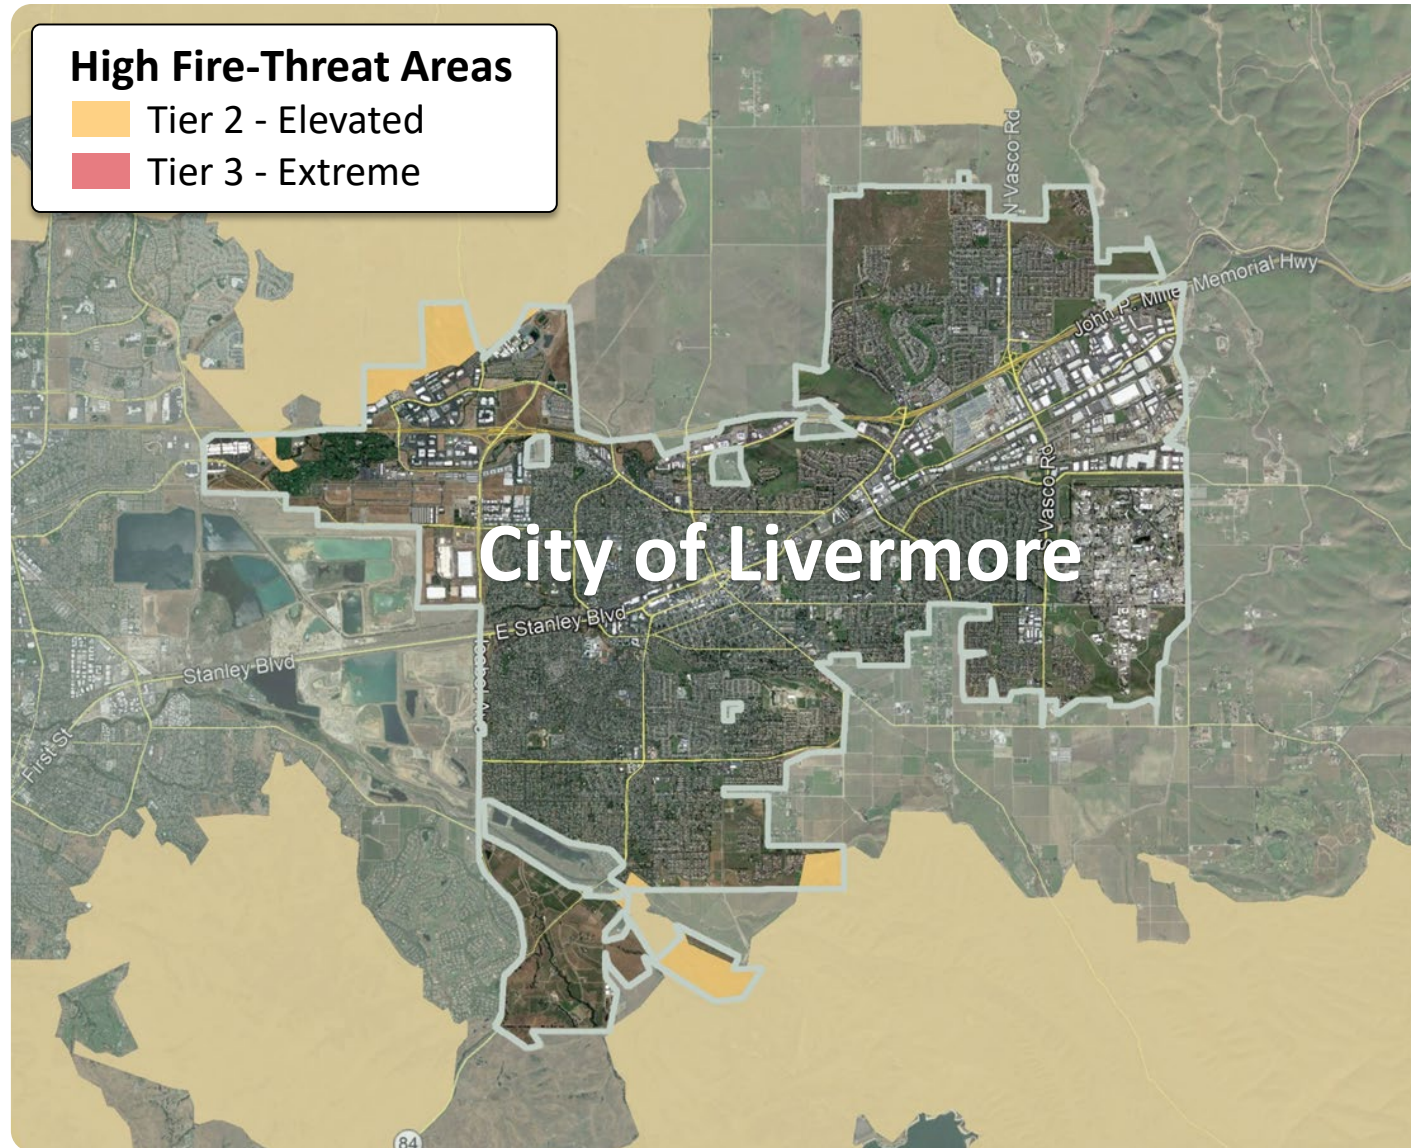 High Fire-Threat Areas
Tier 2 - Elevated
Tier 3 - Extreme
N Vasco Rd
John P. Miller Memorial Hwy
S Vasco Rd
City of Livermore
E Stanley Blvd
Stanley Blvd
First St
84